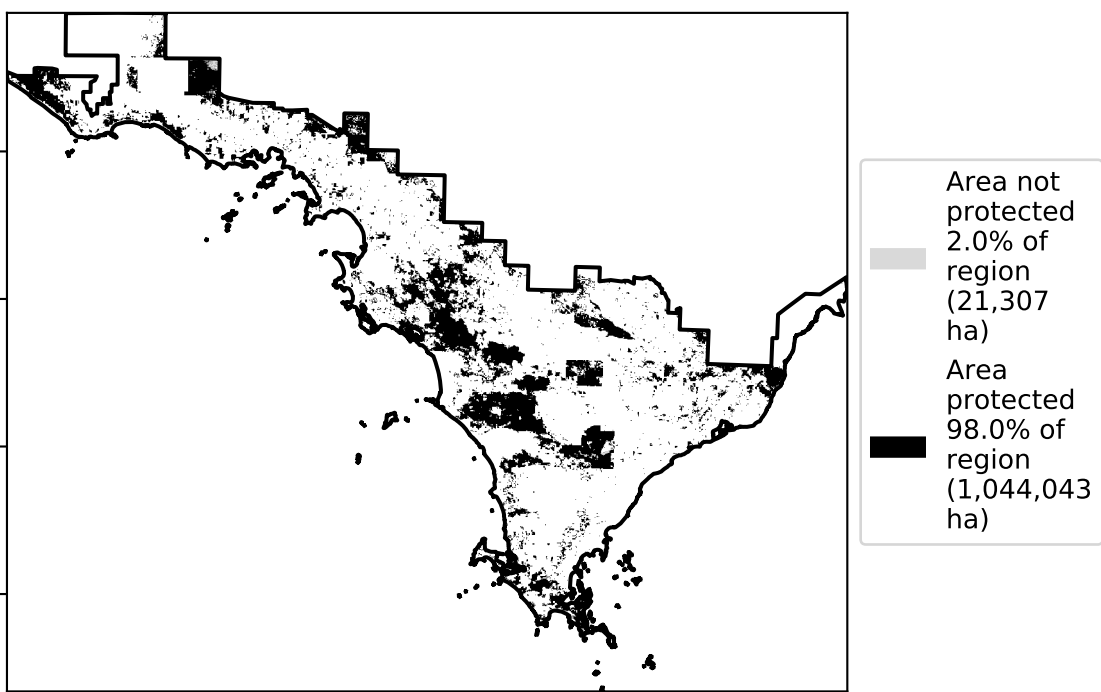 Area not
protected
2.0% of
region
(21,307
ha)
Area
protected
98.0% of
region
(1,044,043
ha)